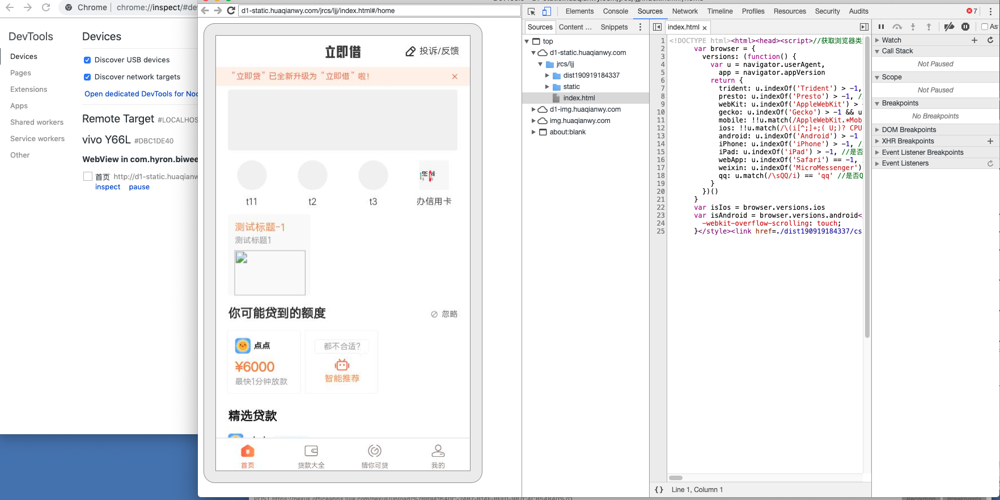 Chrome
chrome://inspect/#de
DevTools
Devices
Pages
Extensions
Apps
Shared workers
Service workers
Other
Devices
Discover USB devices
Discover network targets
Open dedicated DevTools for Noc
Remote Target #LOCALHOS
vivo Y66L #DBC1DE40
WebView in com.hyron.biwee
首页 http://d1-static.huaqianw
inspect pause
d1-static.huaqianwy.com/jrcs/ljj/index.html#/home
立即借
投诉/反馈
“立即贷”已全新升级为“立即借”啦!
t11
t2
t3
办信用卡
测试标题-1
测试标题1
你可能贷到的额度
忽略
点点
¥6000
最快1分钟放款
都不合适?
智能推荐
精选贷款
首页
贷款大全
猜你可贷
我的
Elements Console Sources Network Timeline Profiles Resources Security Audits
7
Sources Content ... Snippets
top
d1-static.huaqianwy.com
jrcs/ljj
dist190919184337
static
index.html
d1-img.huaqianwy.com
img.huaqianwy.com
about:blank
index.html
1 <!DOCTYPE html><html><head><script>//获取浏览器类
2 var browser = {
3 versions: (function() {
4 var u = navigator.userAgent,
5 app = navigator.appVersion
6 return {
7 trident: u.indexOf('Trident') > -1,
8 presto: u.indexOf('Presto') > -1, /
9 webKit: u.indexOf('AppleWebKit') >
10 gecko: u.indexOf('Gecko') > -1 && u
11 mobile: !!u.match(/AppleWebKit.*Mob
12 ios: !!u.match(/\(i[^;]+;( U;)? CPU
13 android: u.indexOf('Android') > -1
14 iPhone: u.indexOf('iPhone') > -1, /
15 iPad: u.indexOf('iPad') > -1, //是否
16 webApp: u.indexOf('Safari') == -1,
17 weixin: u.indexOf('MicroMessenger')
18 qq: u.match(/\sQQ/i) == 'qq' //是否Q
19 }
20 })()
21 }
22 var isIos = browser.versions.ios
23 var isAndroid = browser.versions.android<
24 -webkit-overflow-scrolling: touch;
25 }</style><link href=./dist190919184337/cs
{} Line 1, Column 1
As
Watch
Call Stack
Not Paused
Scope
Not Paused
Breakpoints
No Breakpoints
DOM Breakpoints
XHR Breakpoints
Event Listener Breakpoints
Event Listeners